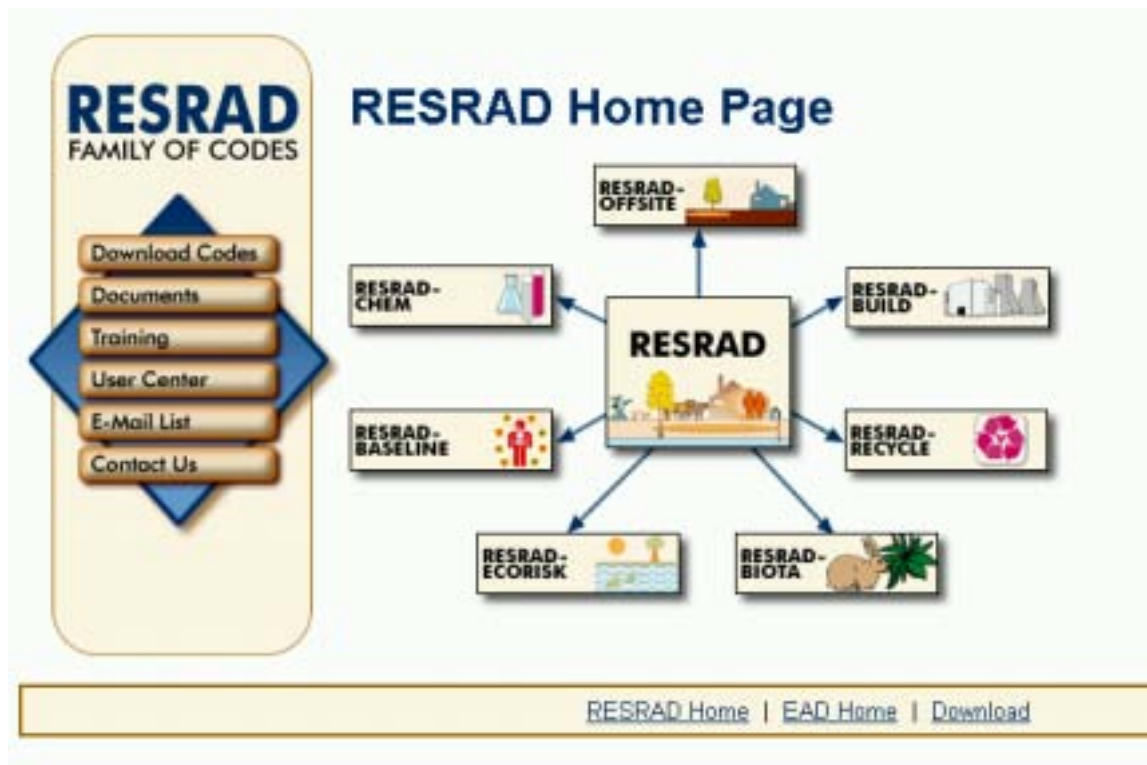 RESRAD
FAMILY OF CODES
Download Codes
Documents
Training
User Center
E-Mail List
Contact Us
RESRAD Home Page
RESRAD-
OFFSITE
RESRAD-
CHEM
RESRAD-
BUILD
RESRAD
RESRAD-
BASELINE
RESRAD-
RECYCLE
RESRAD-
ECORISK
RESRAD-
BIOTA
RESRAD Home | EAD Home | Download